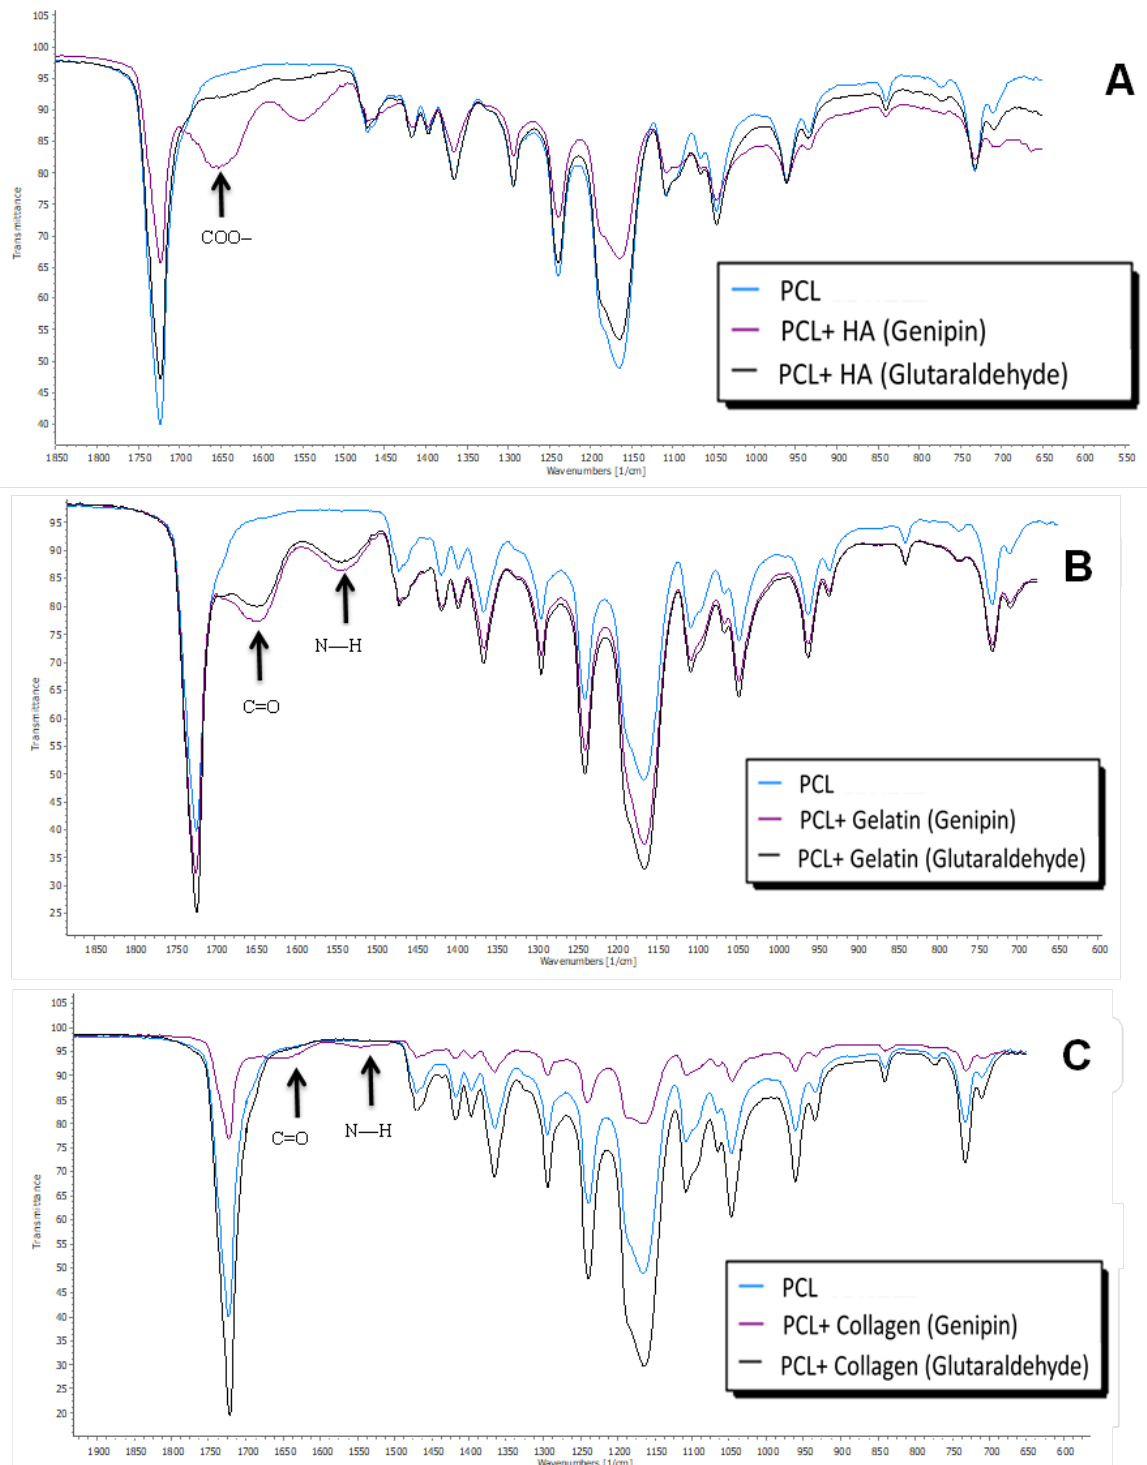 A
105
100
95
90
85
80
75
70
65
60
55
50
45
40
Transmittance
COO–
PCL
PCL+ HA (Genipin)
PCL+ HA (Glutaraldehyde)
1850 1800 1750 1700 1650 1600 1550 1500 1450 1400 1350 1300 1250 1200 1150 1100 1050 1000 950 900 850 800 750 700 650 600 550
Wavenumbers [1/cm]
B
95
90
85
80
75
70
65
60
55
50
45
40
35
30
25
Transmittance
N—H
C=O
PCL
PCL+ Gelatin (Genipin)
PCL+ Gelatin (Glutaraldehyde)
1850 1800 1750 1700 1650 1600 1550 1500 1450 1400 1350 1300 1250 1200 1150 1100 1050 1000 950 900 850 800 750 700 650 600
Wavenumbers [1/cm]
C
105
100
95
90
85
80
75
70
65
60
55
50
45
40
35
30
25
20
Transmittance
C=O
N—H
PCL
PCL+ Collagen (Genipin)
PCL+ Collagen (Glutaraldehyde)
1900 1850 1800 1750 1700 1650 1600 1550 1500 1450 1400 1350 1300 1250 1200 1150 1100 1050 1000 950 900 850 800 750 700 650 600
Wavenumbers [1/cm]